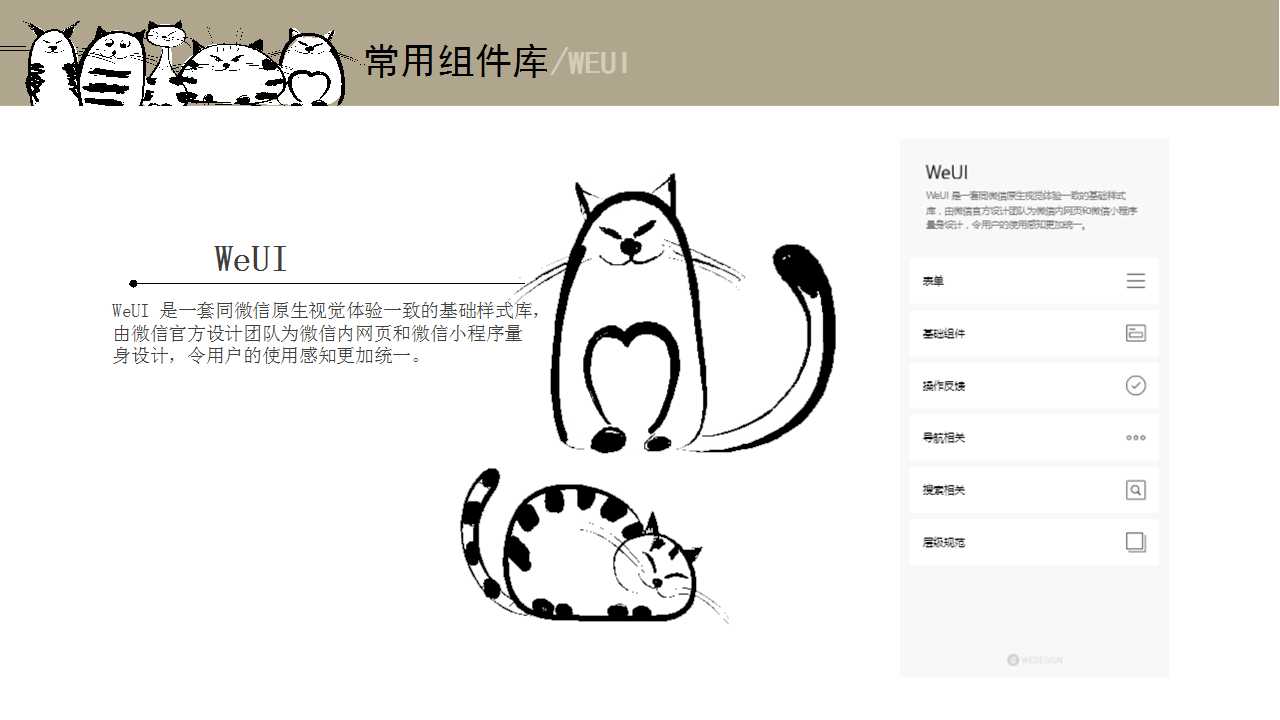 常用组件库/WEUI
WeUI
WeUI 是一套同微信原生视觉体验一致的基础样式库，
由微信官方设计团队为微信内网页和微信小程序量
身设计，令用户的使用感知更加统一。
WeUI
WeUI 是一套同微信原生视觉体验一致的基础样式
库，由微信官方设计团队为微信内网页和微信小程序
量身设计，令用户的使用感知更加统一。
表单
基础组件
操作反馈
导航相关
搜索相关
层级规范
WEDESIGN